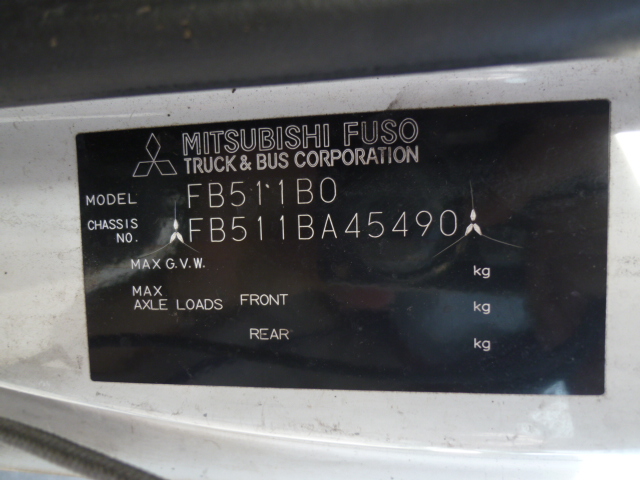 MITSUBISHI FUSO
TRUCK & BUS CORPORATION
MODEL FB511B0
CHASSIS NO. FB511BA45490
MAX G.V.W. kg
MAX AXLE LOADS FRONT kg
REAR kg